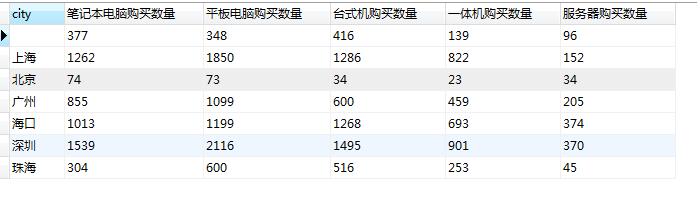 city 笔记本电脑购买数量 平板电脑购买数量 台式机购买数量 一体机购买数量 服务器购买数量
377 348 416 139 96
上海 1262 1850 1286 822 152
北京 74 73 34 23 34
广州 855 1099 600 459 205
海口 1013 1199 1268 693 374
深圳 1539 2116 1495 901 370
珠海 304 600 516 253 45